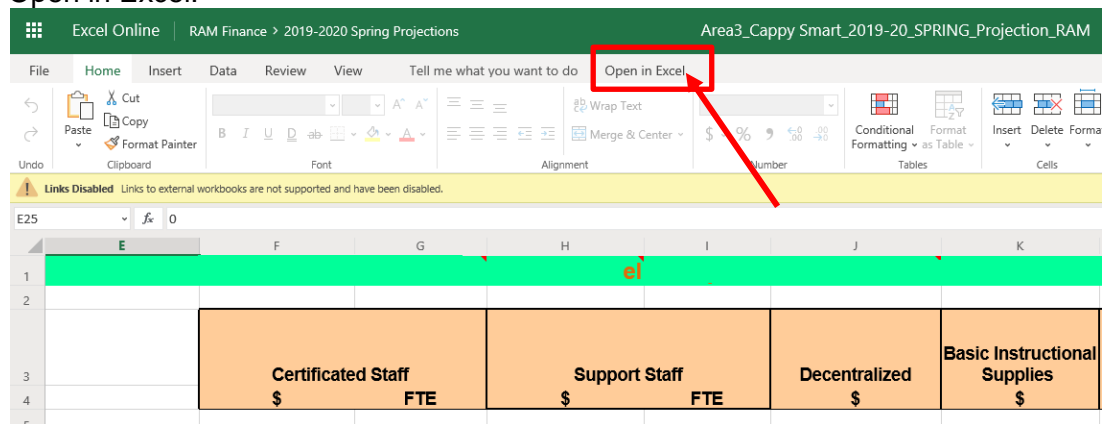 Open in Excel.
Excel Online | RAM Finance > 2019-2020 Spring Projections Area3_Cappy Smart_2019-20_SPRING_Projection_RAM
File Home Insert Data Review View Tell me what you want to do Open in Excel
Paste Cut Copy Format Painter
B I U D ab A A A A
Wrap Text
Merge & Center
$ % 9 .00 .00
Conditional Formatting Format as Table
Insert Delete Forma
Undo Clipboard Font Alignment Number Tables Cells
Links Disabled Links to external workbooks are not supported and have been disabled.
E25 fx 0
E F G H I J K
1 el
2
3 Certificated Staff Support Staff Decentralized Basic Instructional Supplies
4 $ FTE $ FTE $ $